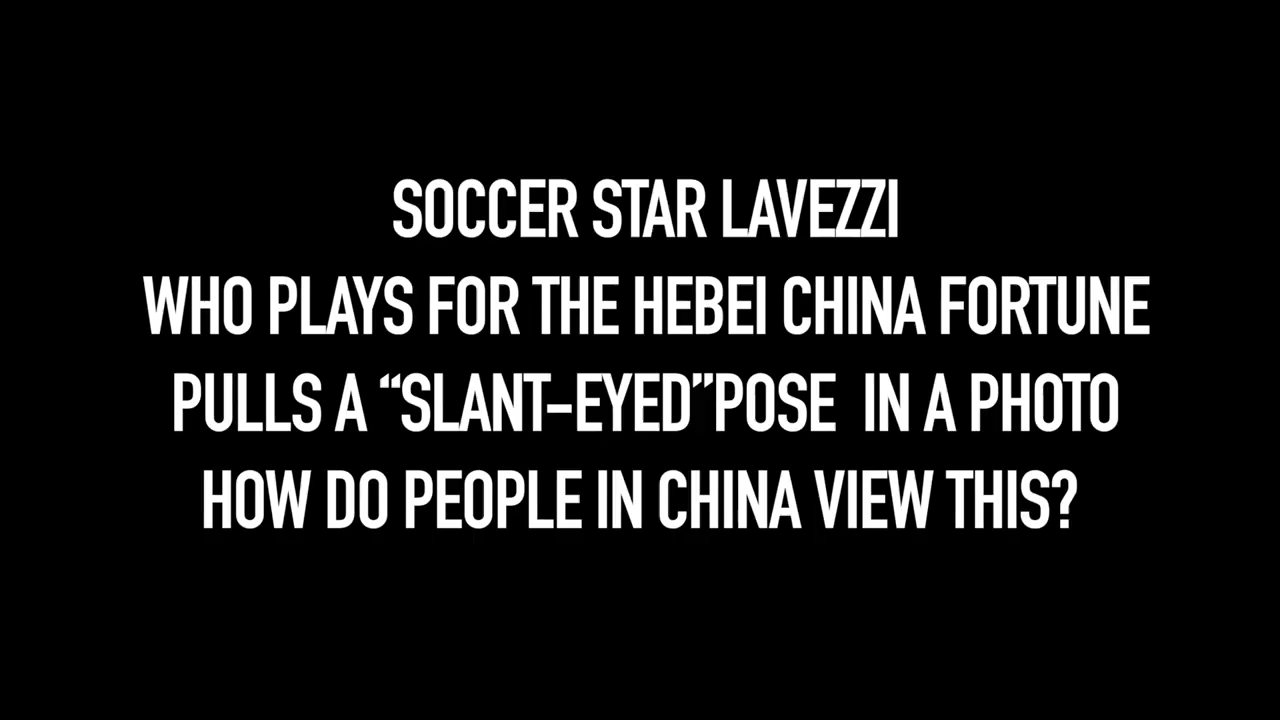 SOCCER STAR LAVEZZI
WHO PLAYS FOR THE HEBEI CHINA FORTUNE
PULLS A “SLANT-EYED”POSE  IN A PHOTO
HOW DO PEOPLE IN CHINA VIEW THIS?